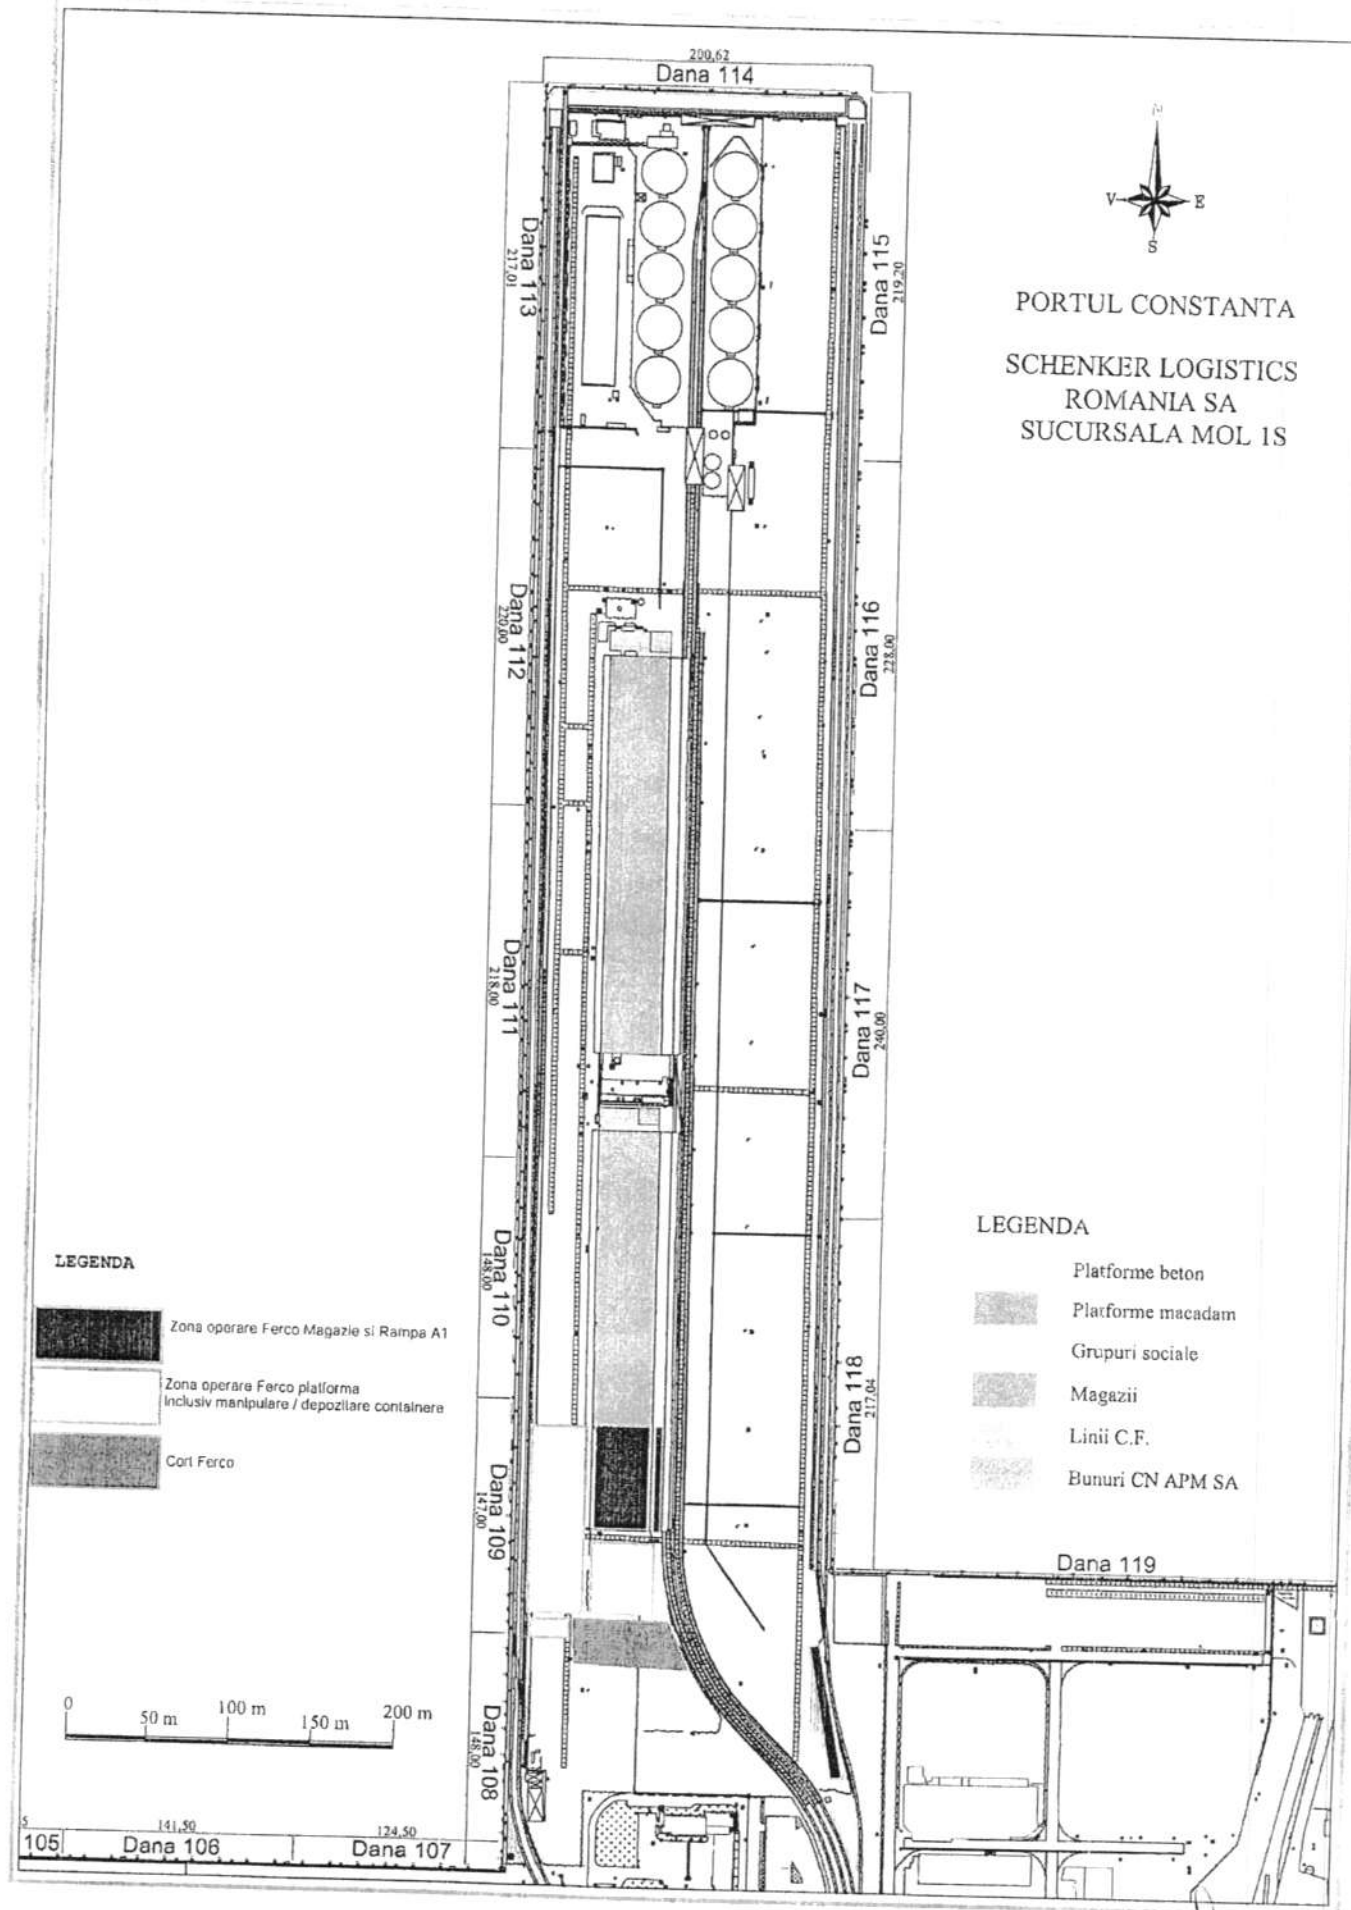 200,62
Dana 114
N
V
E
S
Dana 113
217,01
Dana 115
219,20
PORTUL CONSTANTA
SCHENKER LOGISTICS
ROMANIA SA
SUCURSALA MOL 1S
Dana 112
220,00
Dana 116
228,00
Dana 111
218,00
Dana 117
240,00
Dana 110
148,00
Dana 118
217,04
Dana 109
147,00
Dana 108
148,00
LEGENDA
Zona operare Ferco Magazie si Rampa A1
Zona operare Ferco platforma
inclusiv manipulare / depozitare containere
Cort Ferco
LEGENDA
Platforme beton
Platforme macadam
Grupuri sociale
Magazii
Linii C.F.
Bunuri CN APM SA
Dana 119
0
50 m
100 m
150 m
200 m
5
141,50
124,50
105
Dana 106
Dana 107